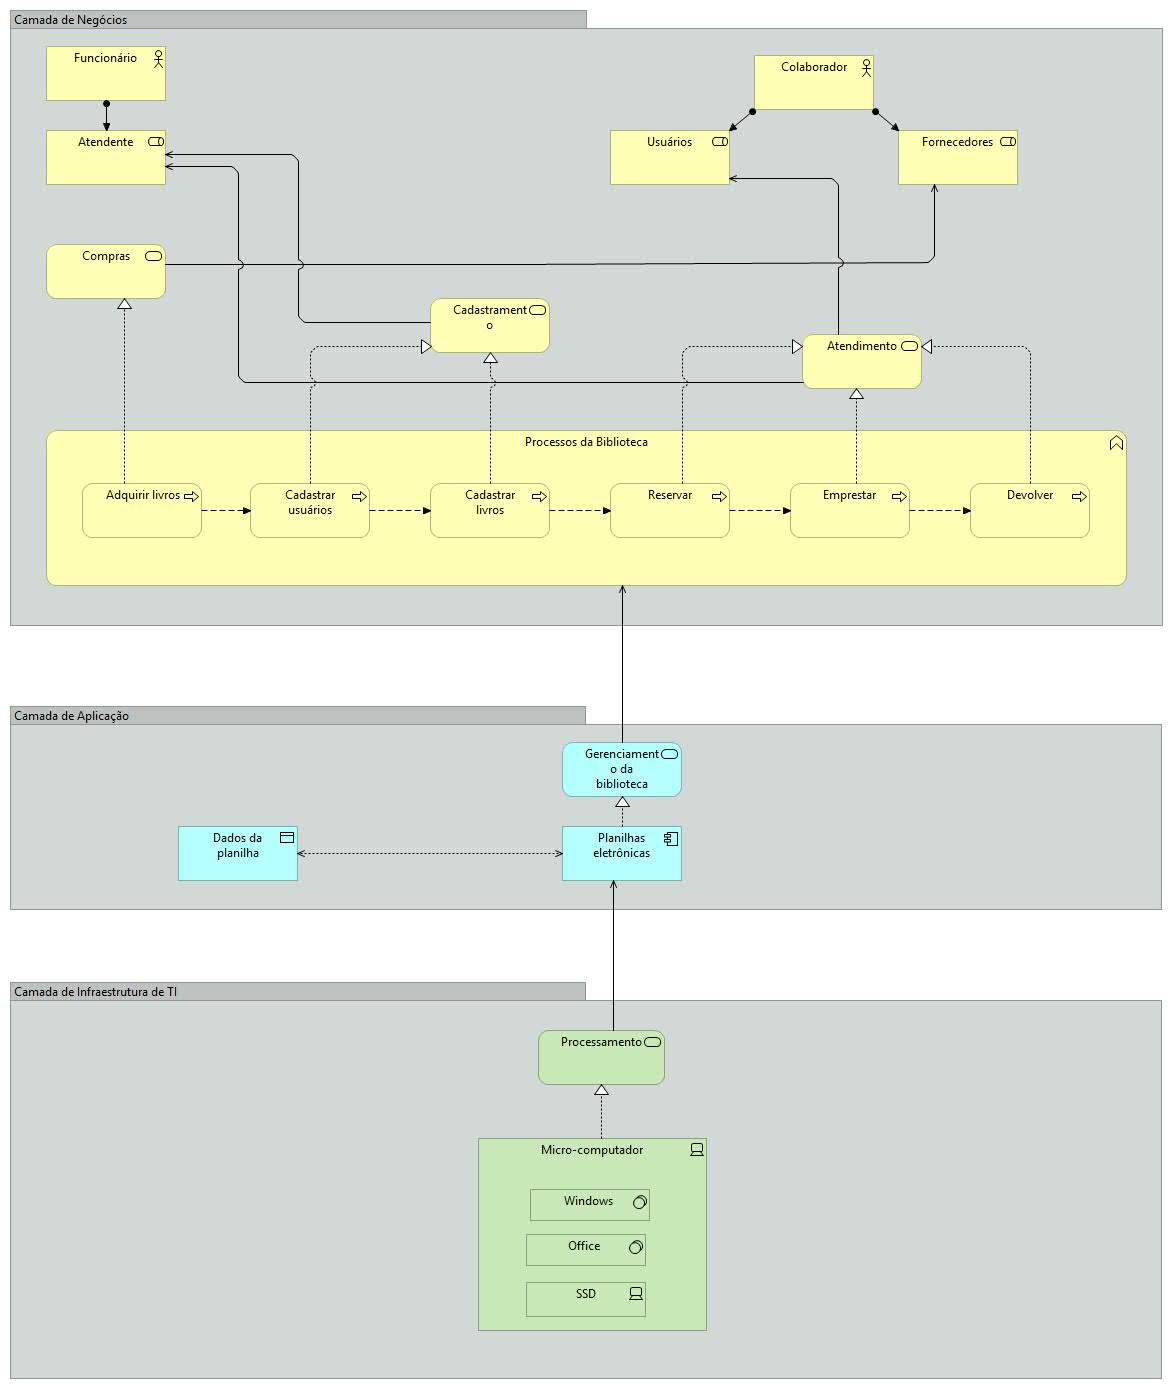 Camada de Negócios
Funcionário
Colaborador
Atendente
Usuários
Fornecedores
Compras
Cadastrament
o
Atendimento
Processos da Biblioteca
Adquirir livros
Cadastrar
usuários
Cadastrar
livros
Reservar
Emprestar
Devolver
Camada de Aplicação
Gerenciament
o da
biblioteca
Dados da
planilha
Planilhas
eletrônicas
Camada de Infraestrutura de TI
Processamento
Micro-computador
Windows
Office
SSD